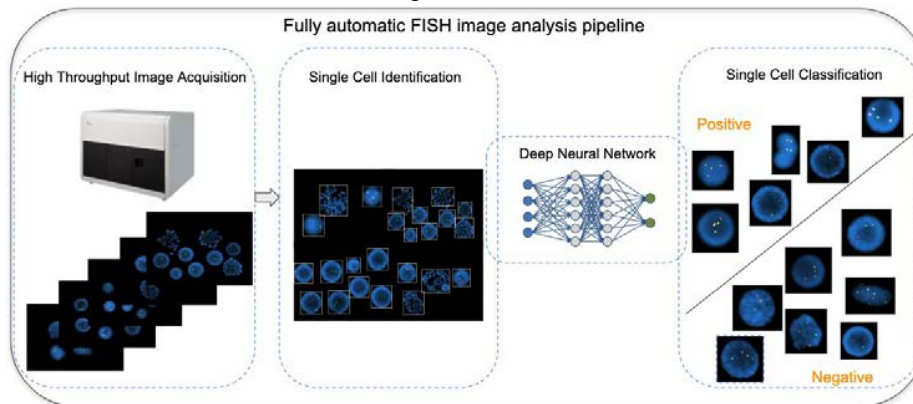 Fully automatic FISH image analysis pipeline
High Throughput Image Acquisition
Single Cell Identification
Deep Neural Network
Single Cell Classification
Positive
Negative